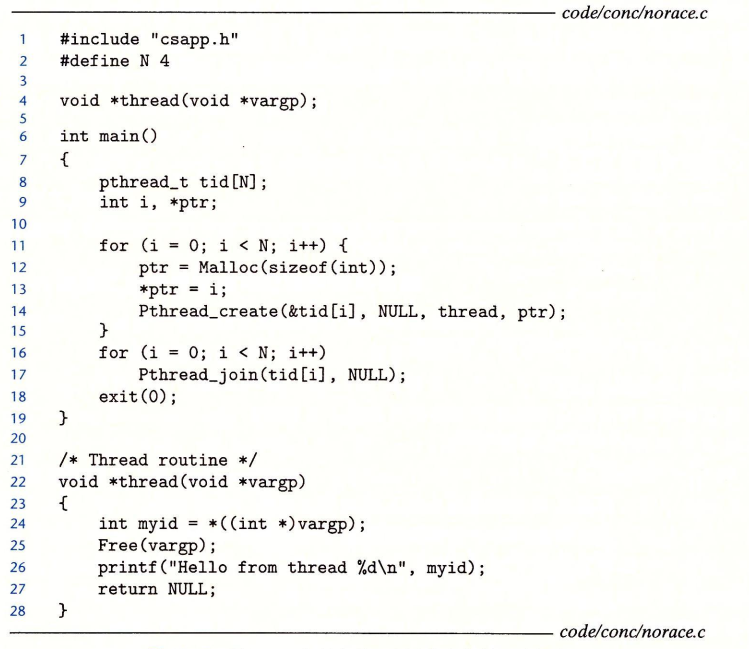 code/conc/norace.c
1 #include "csapp.h"
2 #define N 4
3
4 void *thread(void *vargp);
5
6 int main()
7 {
8     pthread_t tid[N];
9     int i, *ptr;
10
11     for (i = 0; i < N; i++) {
12         ptr = Malloc(sizeof(int));
13         *ptr = i;
14         Pthread_create(&tid[i], NULL, thread, ptr);
15     }
16     for (i = 0; i < N; i++)
17         Pthread_join(tid[i], NULL);
18     exit(0);
19 }
20
21 /* Thread routine */
22 void *thread(void *vargp)
23 {
24     int myid = *((int *)vargp);
25     Free(vargp);
26     printf("Hello from thread %d\n", myid);
27     return NULL;
28 }
code/conc/norace.c